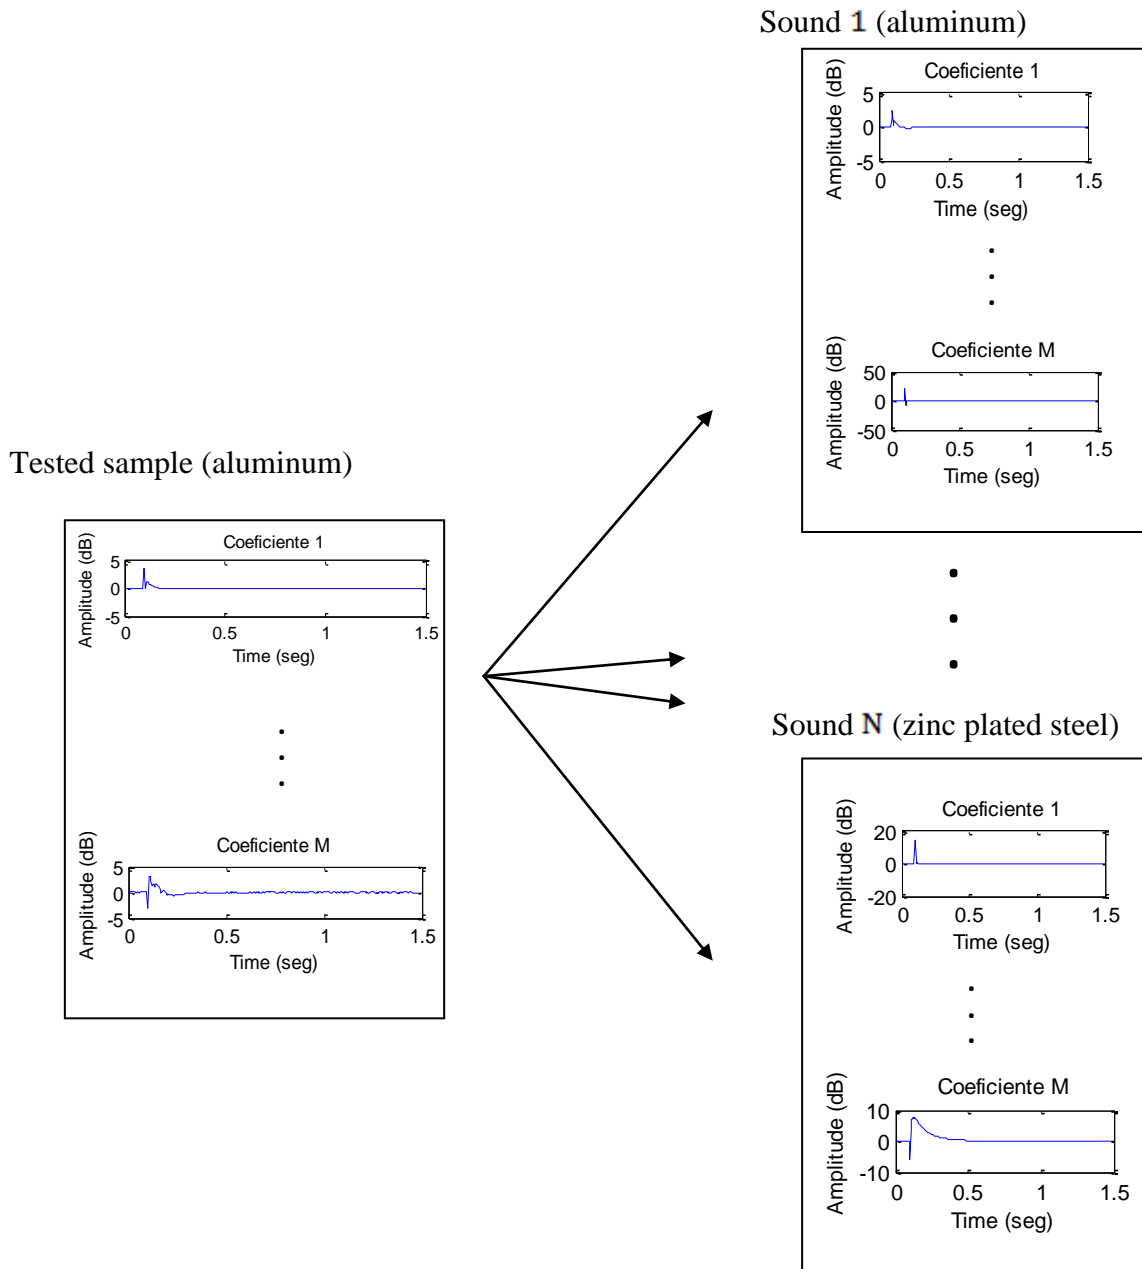 Sound 1 (aluminum)
Coeficiente 1
Amplitude (dB)
5
0
-5
0 0.5 1 1.5
Time (seg)
Coeficiente M
Amplitude (dB)
50
0
-50
0 0.5 1 1.5
Time (seg)
Tested sample (aluminum)
Coeficiente 1
Amplitude (dB)
5
0
-5
0 0.5 1 1.5
Time (seg)
Coeficiente M
Amplitude (dB)
5
0
-5
0 0.5 1 1.5
Time (seg)
Sound N (zinc plated steel)
Coeficiente 1
Amplitude (dB)
20
0
-20
0 0.5 1 1.5
Time (seg)
Coeficiente M
Amplitude (dB)
10
0
-10
0 0.5 1 1.5
Time (seg)